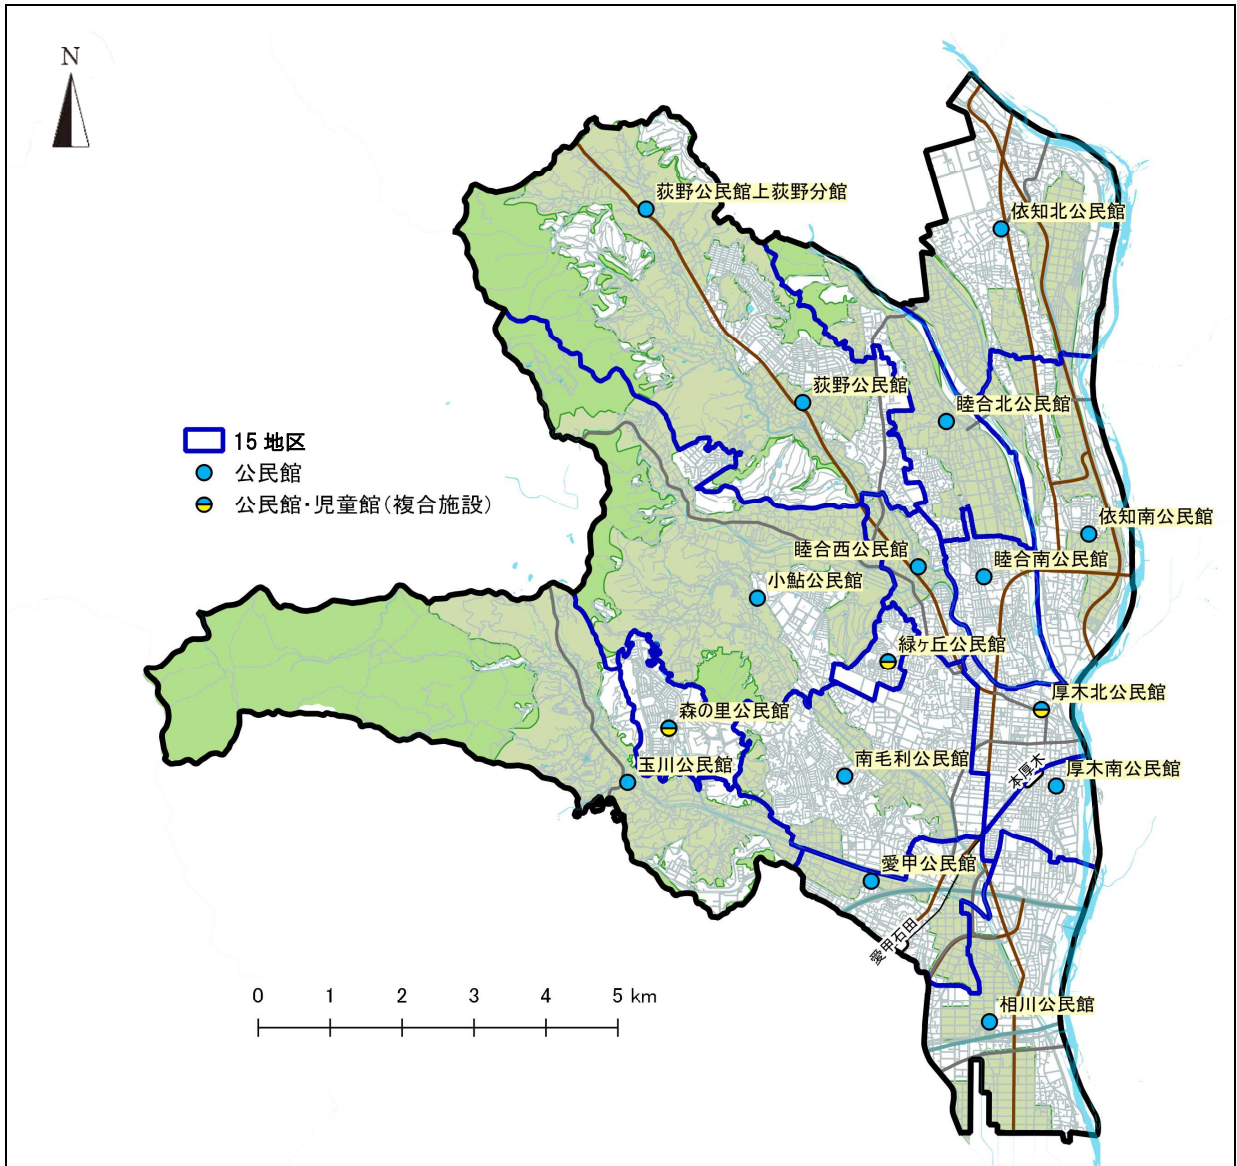 N
荻野公民館上荻野分館
依知北公民館
荻野公民館
睦合北公民館
15 地区
公民館
公民館・児童館(複合施設)
依知南公民館
睦合西公民館
睦合南公民館
小鮎公民館
緑ヶ丘公民館
厚木北公民館
森の里公民館
玉川公民館
南毛利公民館
本厚木
厚木南公民館
愛甲公民館
愛甲石田
相川公民館
0 1 2 3 4 5 km